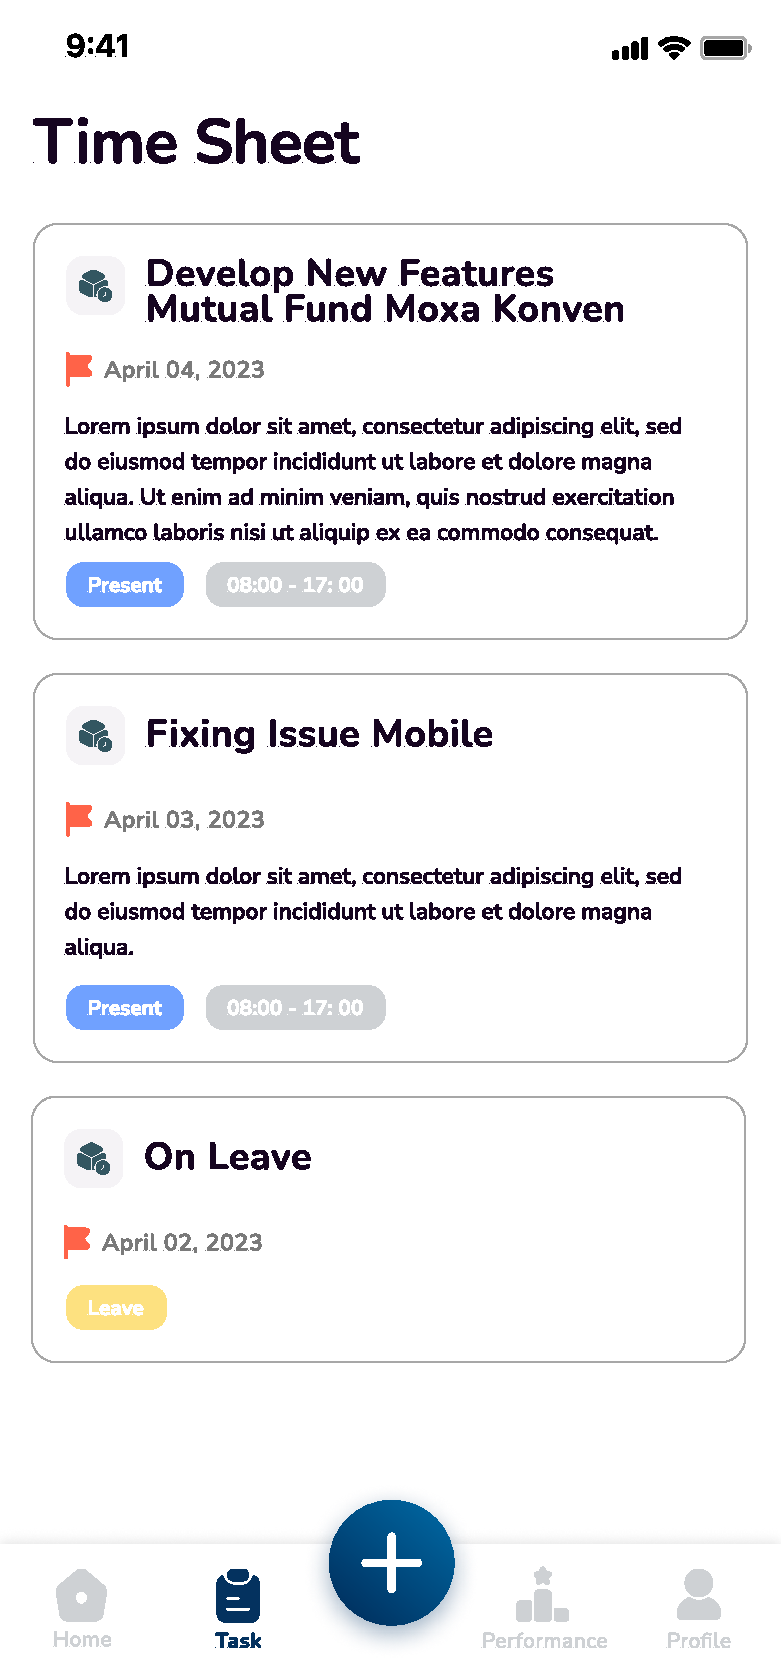 9:41
Time Sheet
Develop New Features
Mutual Fund Moxa Konven
April 04, 2023
Lorem ipsum dolor sit amet, consectetur adipiscing elit, sed
do eiusmod tempor incididunt ut labore et dolore magna
aliqua. Ut enim ad minim veniam, quis nostrud exercitation
ullamco laboris nisi ut aliquip ex ea commodo consequat.
Present 08:00 - 17: 00
Fixing Issue Mobile
April 03, 2023
Lorem ipsum dolor sit amet, consectetur adipiscing elit, sed
do eiusmod tempor incididunt ut labore et dolore magna
aliqua.
Present 08:00 - 17: 00
On Leave
April 02, 2023
Leave
Home Task Performance Profile